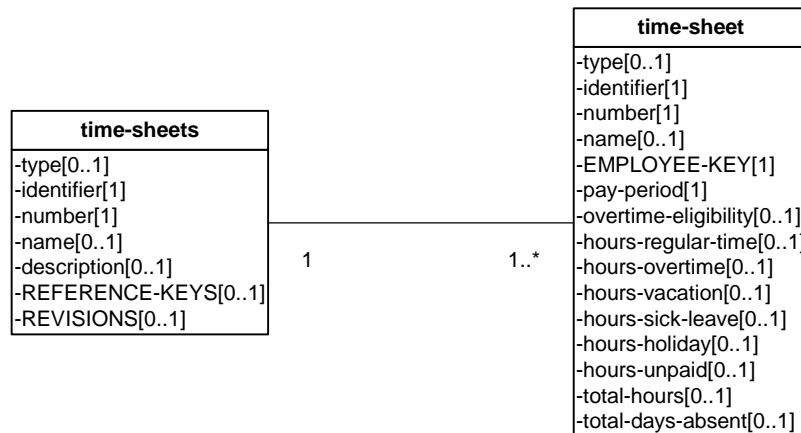 time-sheets
-type[0..1]
-identifier[1]
-number[1]
-name[0..1]
-description[0..1]
-REFERENCE-KEYS[0..1]
-REVISIONS[0..1]
1
1..*
time-sheet
-type[0..1]
-identifier[1]
-number[1]
-name[0..1]
-EMPLOYEE-KEY[1]
-pay-period[1]
-overtime-eligibility[0..1]
-hours-regular-time[0..1]
-hours-overtime[0..1]
-hours-vacation[0..1]
-hours-sick-leave[0..1]
-hours-holiday[0..1]
-hours-unpaid[0..1]
-total-hours[0..1]
-total-days-absent[0..1]